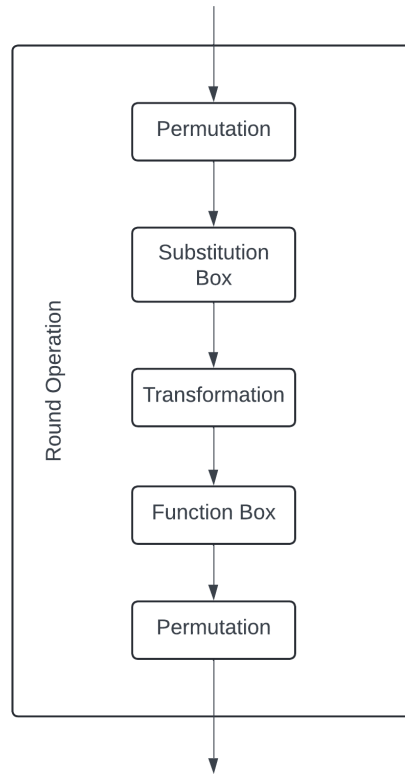 Permutation
Substitution
Box
Transformation
Function Box
Permutation
Round Operation